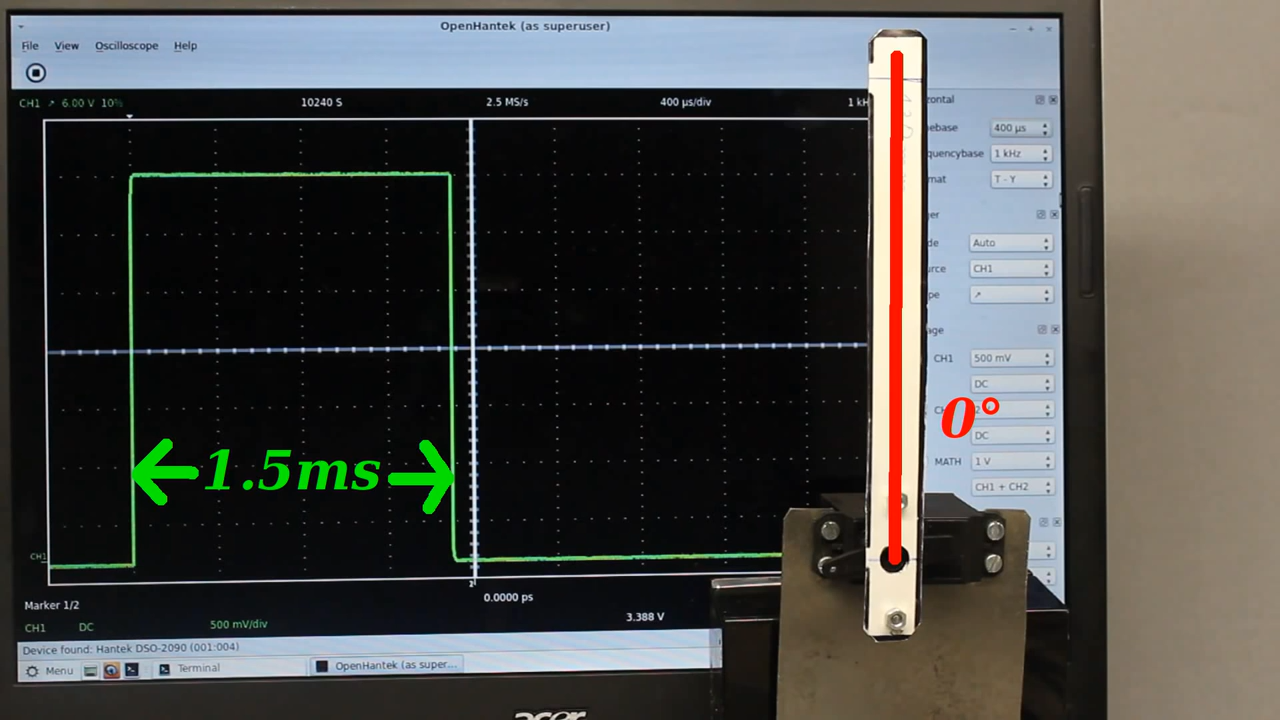 OpenHantek (as superuser)
File View Oscilloscope Help
CH1 ↗ 6.00 V 10% 10240 S 2.5 MS/s 400 µs/div 1 kH
zontal
ebase 400 µs
quencybase 1 kHz
mat T - Y
ger
de Auto
urce CH1
pe ↗
age
CH1 500 mV
DC
0°
DC
MATH 1 V
CH1 + CH2
1.5ms
CH1
Marker 1/2 0.0000 ps
CH1 DC 500 mV/div 3.388 V
Device found: Hantek DSO-2090 (001:004)
Menu Terminal OpenHantek (as super...
acer